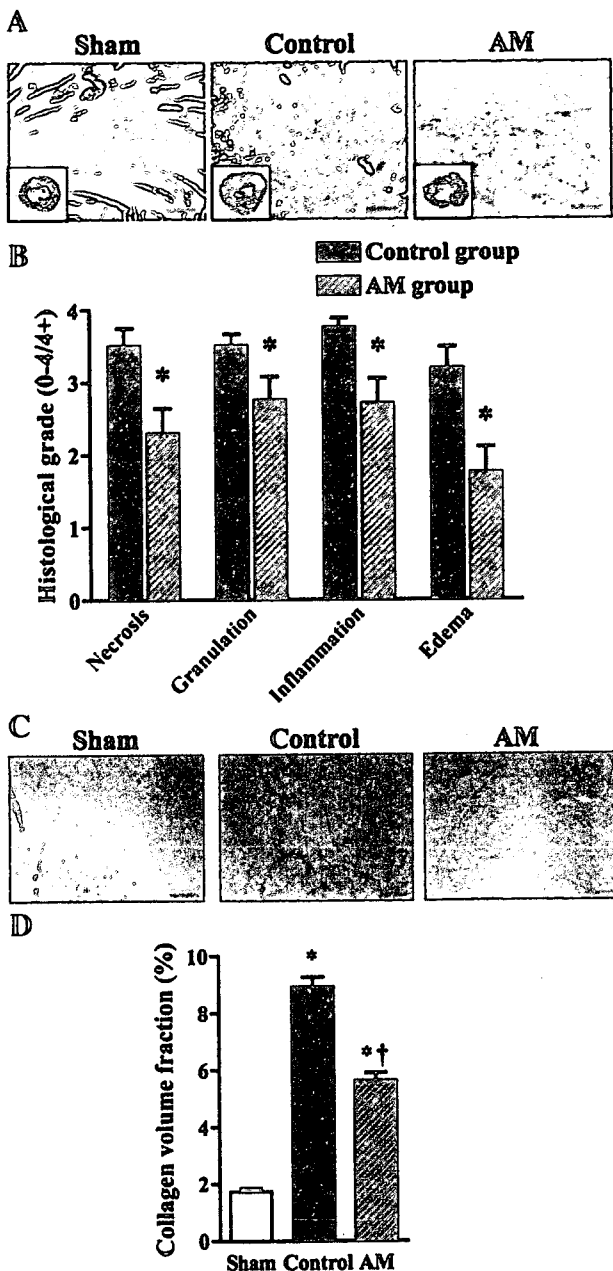 A
Sham Control AM
B
Control group
AM group
Histological grade (0-4/4+)
4
3
2
1
0
Necrosis
Granulation
Inflammation
Edema
*
*
*
*
C
Sham Control AM
D
Collagen volume fraction (%)
10
8
6
4
2
0
*
*†
Sham Control AM